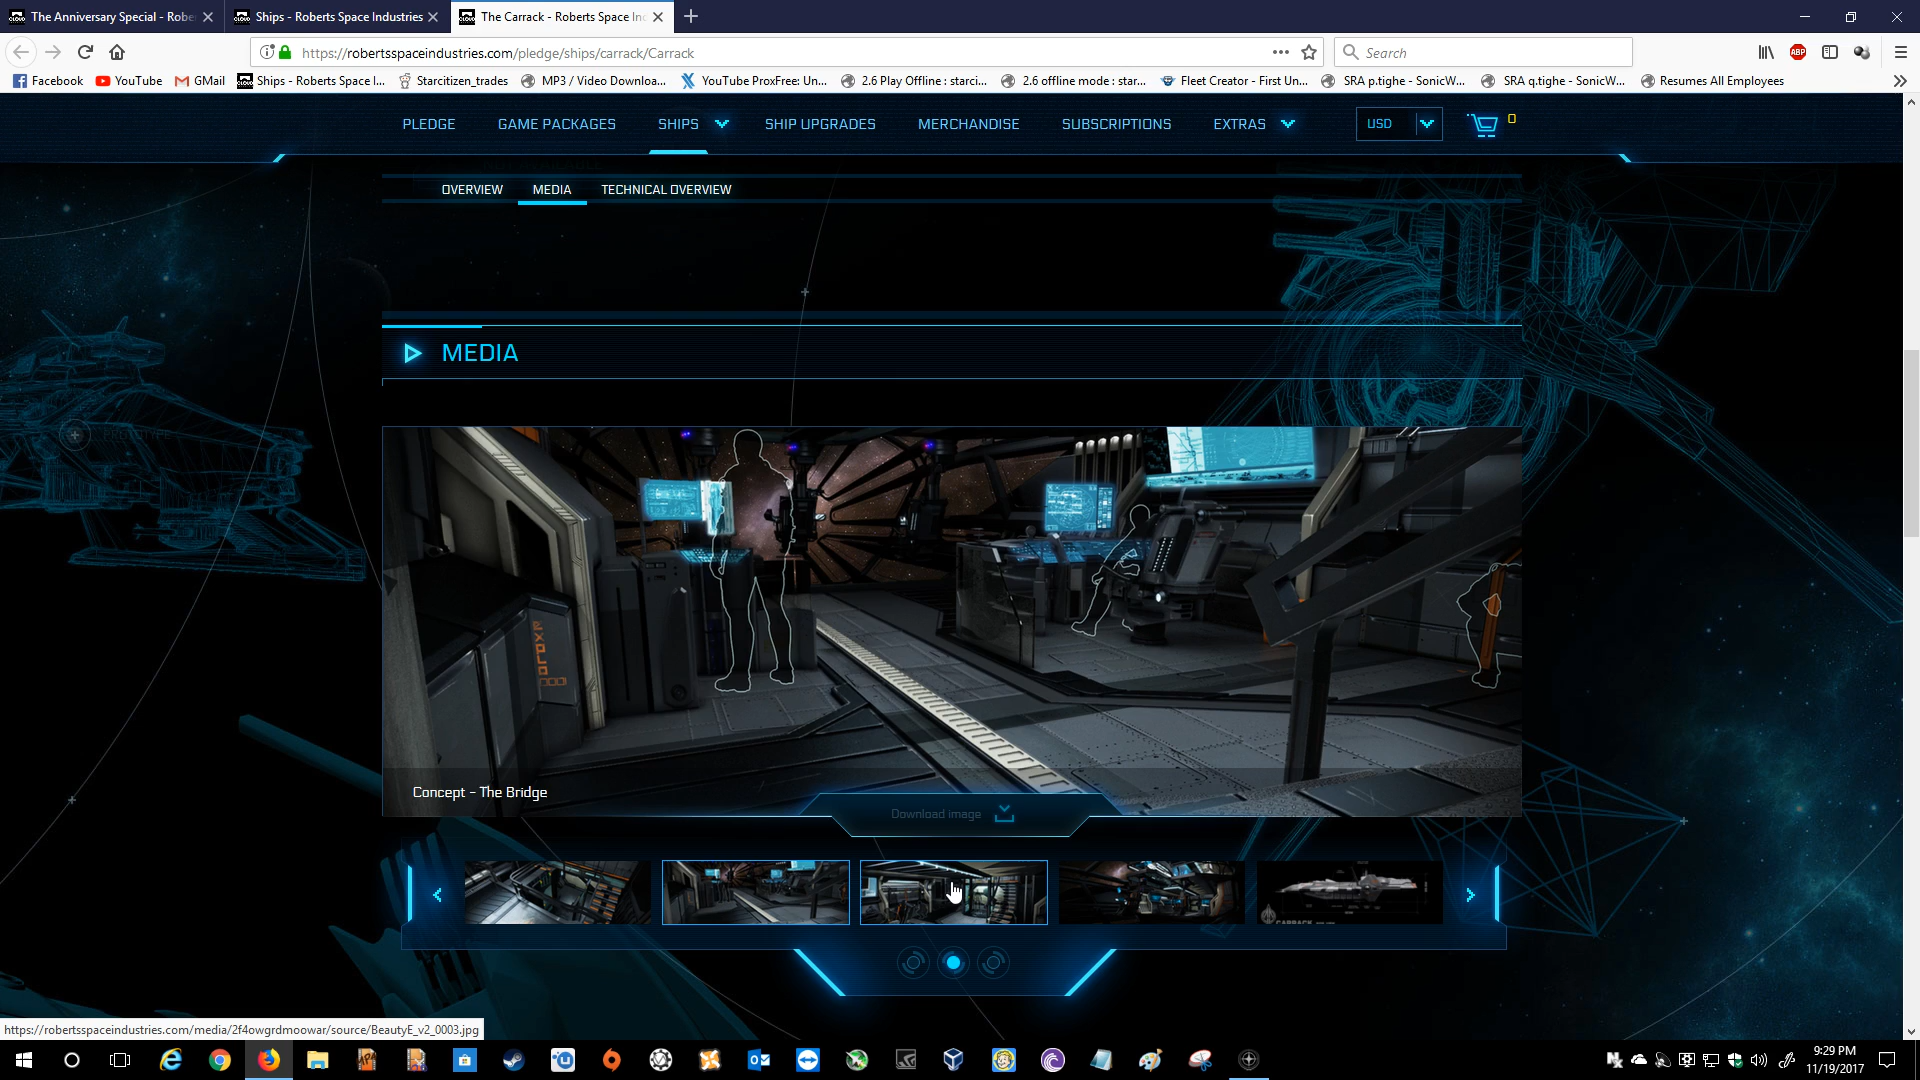 The Anniversary Special - Robe
Ships - Roberts Space Industries
The Carrack - Roberts Space In
https://robertsspaceindustries.com/pledge/ships/carrack/Carrack
Search
Facebook
YouTube
GMail
Ships - Roberts Space I...
Starcitizen_trades
MP3 / Video Downloa...
YouTube ProxFree: Un...
2.6 Play Offline : starci...
2.6 offline mode : star...
Fleet Creator - First Un...
SRA p.tighe - SonicW...
SRA q.tighe - SonicW...
Resumes All Employees
PLEDGE
GAME PACKAGES
SHIPS
SHIP UPGRADES
MERCHANDISE
SUBSCRIPTIONS
EXTRAS
USD
0
OVERVIEW
MEDIA
TECHNICAL OVERVIEW
MEDIA
PROTOTYPE
Concept - The Bridge
Download image
CARRACK
https://robertsspaceindustries.com/media/2f4owgrdmoowar/source/BeautyE_v2_0003.jpg
9:29 PM
11/19/2017